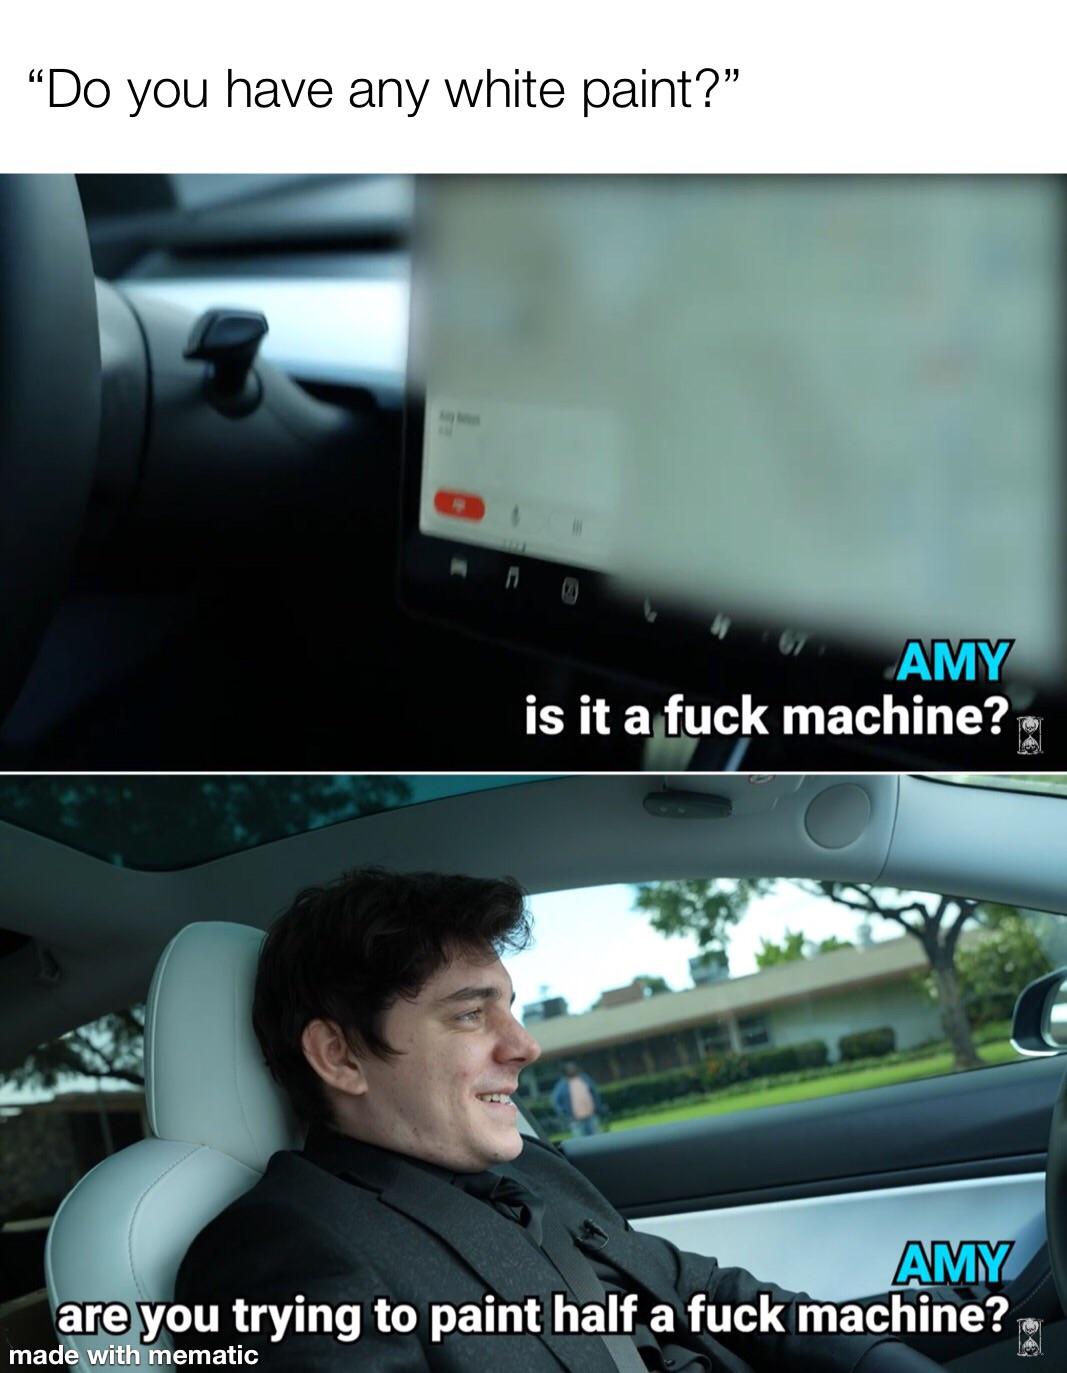 “Do you have any white paint?”
AMY
is it a fuck machine?
AMY
are you trying to paint half a fuck machine?
made with mematic